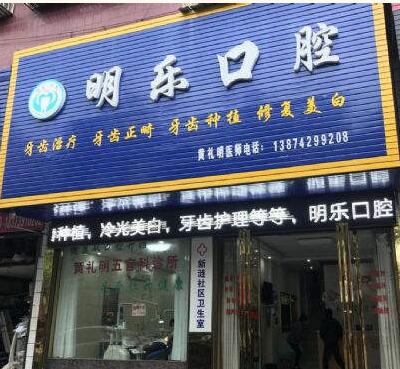 明乐口腔
牙齿治疗 牙齿正畸 牙齿种植 修复美白
黄礼明医师电话：13874299208
种植、冷光美白，牙齿护理等等，明乐口腔
黄礼明五官科诊所
新涟社区卫生室